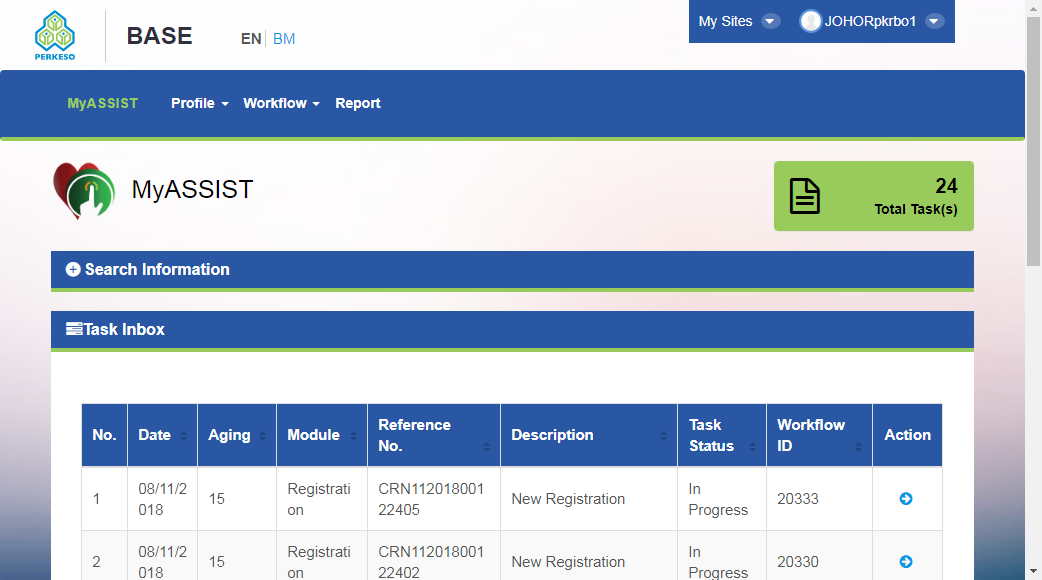 My Sites JOHORpkrbo1
PERKESO
BASE EN BM
MyASSIST Profile Workflow Report
MyASSIST
24
Total Task(s)
Search Information
Task Inbox
No. Date Aging Module Reference No. Description Task Status Workflow ID Action
1 08/11/2018 15 Registration CRN11201800122405 New Registration In Progress 20333
2 08/11/2018 15 Registration CRN11201800122402 New Registration In Progress 20330